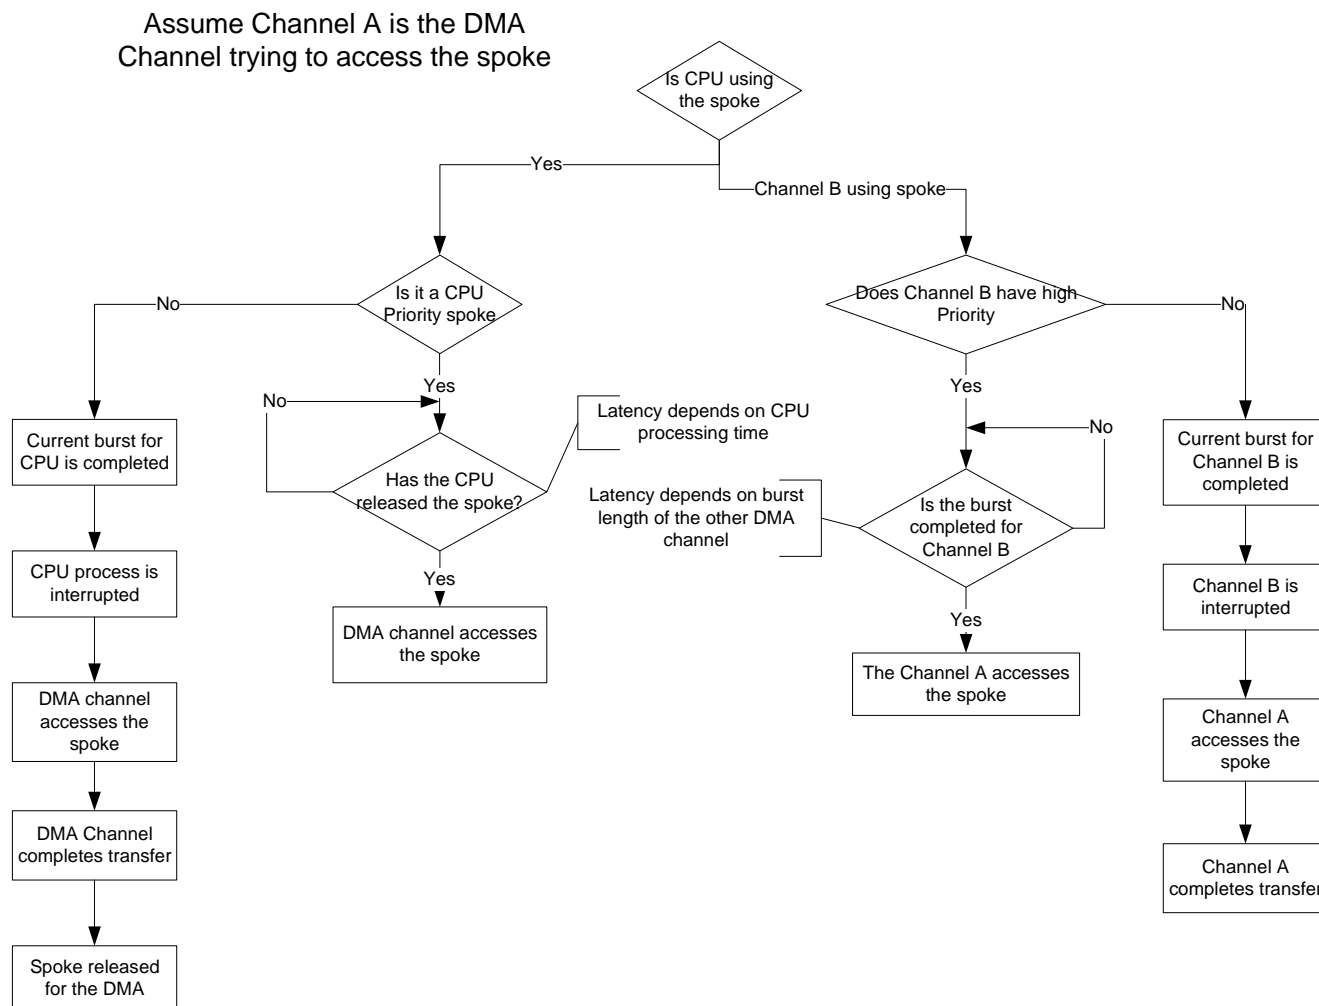 Assume Channel A is the DMA
Channel trying to access the spoke
Is CPU using
the spoke
Yes
Channel B using spoke
Is it a CPU
Priority spoke
No
Yes
Does Channel B have high
Priority
No
Yes
No
Latency depends on CPU
processing time
Has the CPU
released the spoke?
Yes
DMA channel accesses
the spoke
No
Latency depends on burst
length of the other DMA
channel
Is the burst
completed for
Channel B
Yes
The Channel A accesses
the spoke
Current burst for
CPU is completed
CPU process is
interrupted
DMA channel
accesses the
spoke
DMA Channel
completes transfer
Spoke released
for the DMA
Current burst for
Channel B is
completed
Channel B is
interrupted
Channel A
accesses the
spoke
Channel A
completes transfer